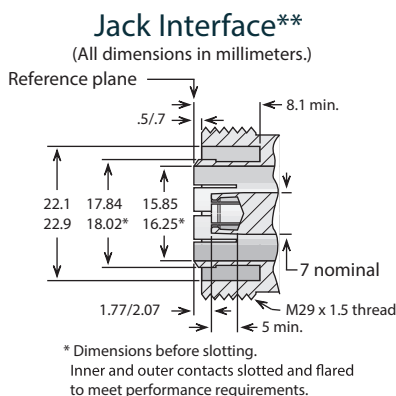 Jack Interface**
(All dimensions in millimeters.)
Reference plane
8.1 min.
.5/.7
22.1 17.84 15.85
22.9 18.02* 16.25*
7 nominal
1.77/2.07
M29 x 1.5 thread
5 min.
* Dimensions before slotting.
Inner and outer contacts slotted and flared
to meet performance requirements.